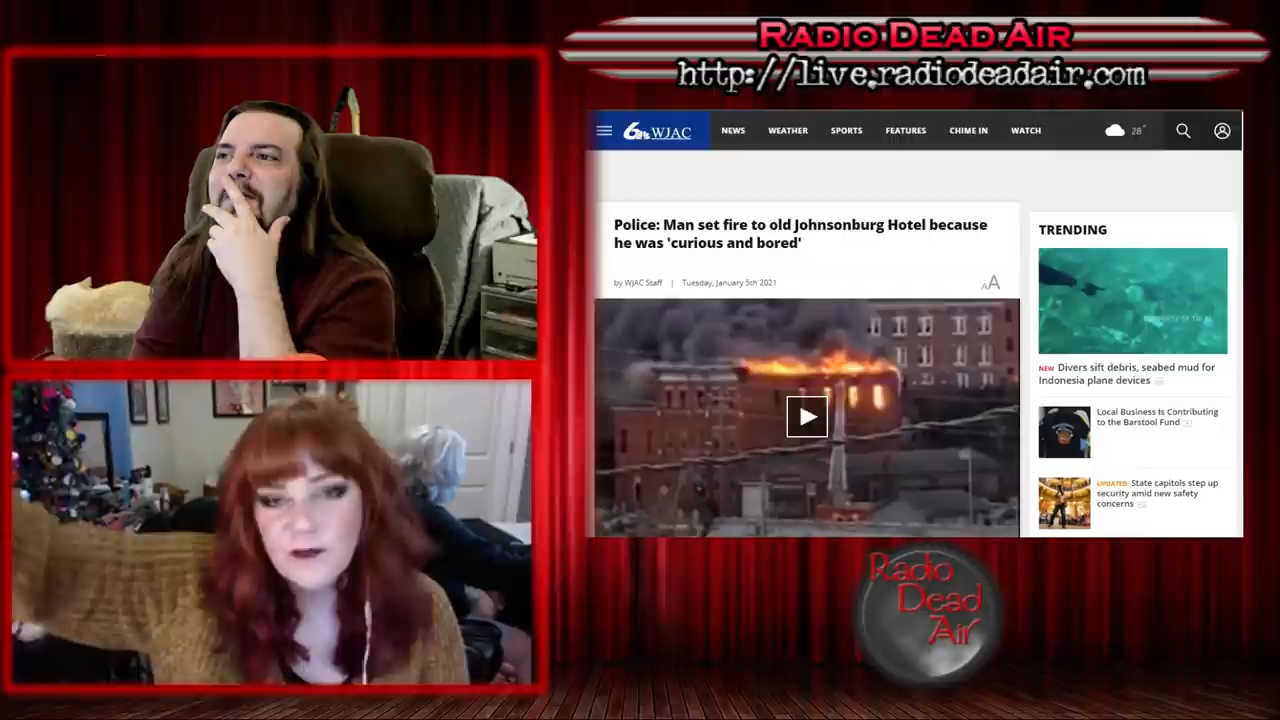 RADIO DEAD AIR
http://live.radiodeadair.com
6 WJAC NEWS WEATHER SPORTS FEATURES CHIME IN WATCH 28°
Police: Man set fire to old Johnsonburg Hotel because
he was 'curious and bored'
by WJAC Staff | Tuesday, January 5th 2021
AA
TRENDING
NEW Divers sift debris, seabed mud for
Indonesia plane devices
Local Business Is Contributing
to the Barstool Fund
UPDATED State capitols step up
security amid new safety
concerns
Radio
Dead
Air